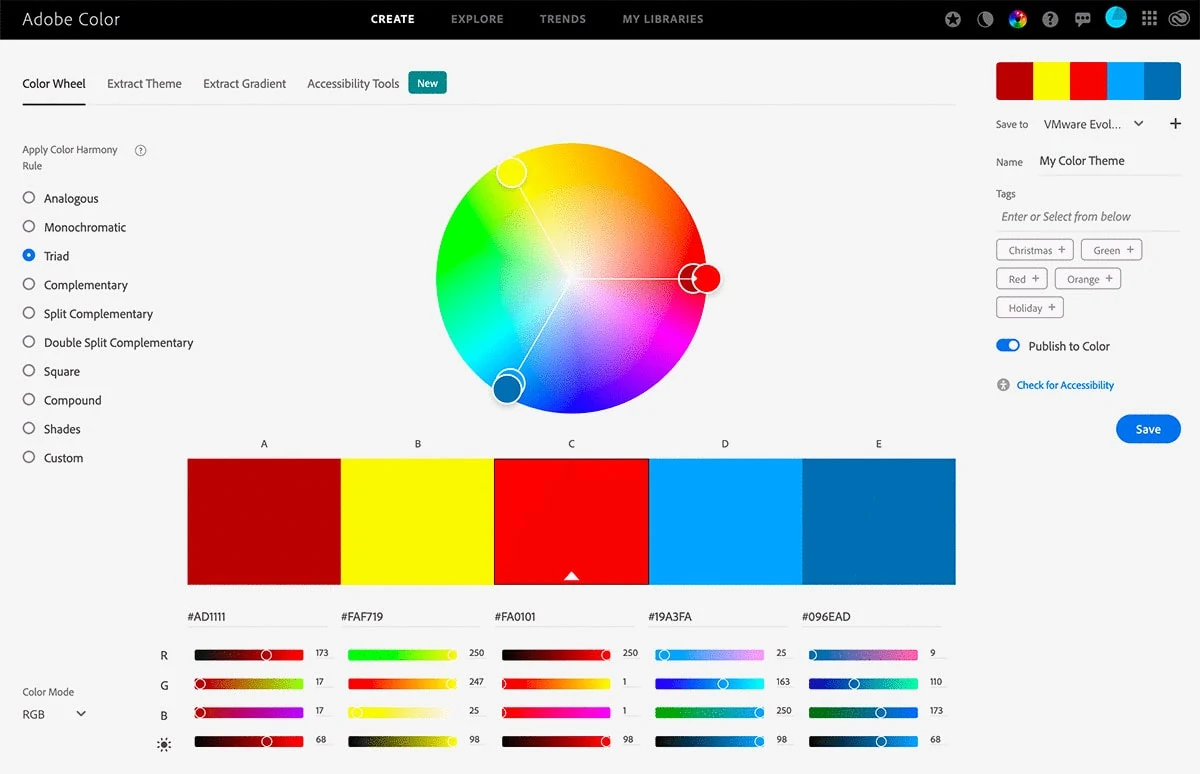 Adobe Color
CREATE EXPLORE TRENDS MY LIBRARIES
Color Wheel Extract Theme Extract Gradient Accessibility Tools New
Apply Color Harmony
Rule
Analogous
Monochromatic
Triad
Complementary
Split Complementary
Double Split Complementary
Square
Compound
Shades
Custom
Color Mode
RGB
A B C D E
#AD1111 #FAF719 #FA0101 #19A3FA #096EAD
R 173 250 250 25 9
G 17 247 1 163 110
B 17 25 1 250 173
68 98 98 98 68
Save to VMware Evol... +
Name My Color Theme
Tags
Enter or Select from below
Christmas + Green +
Red + Orange +
Holiday +
Publish to Color
Check for Accessibility
Save